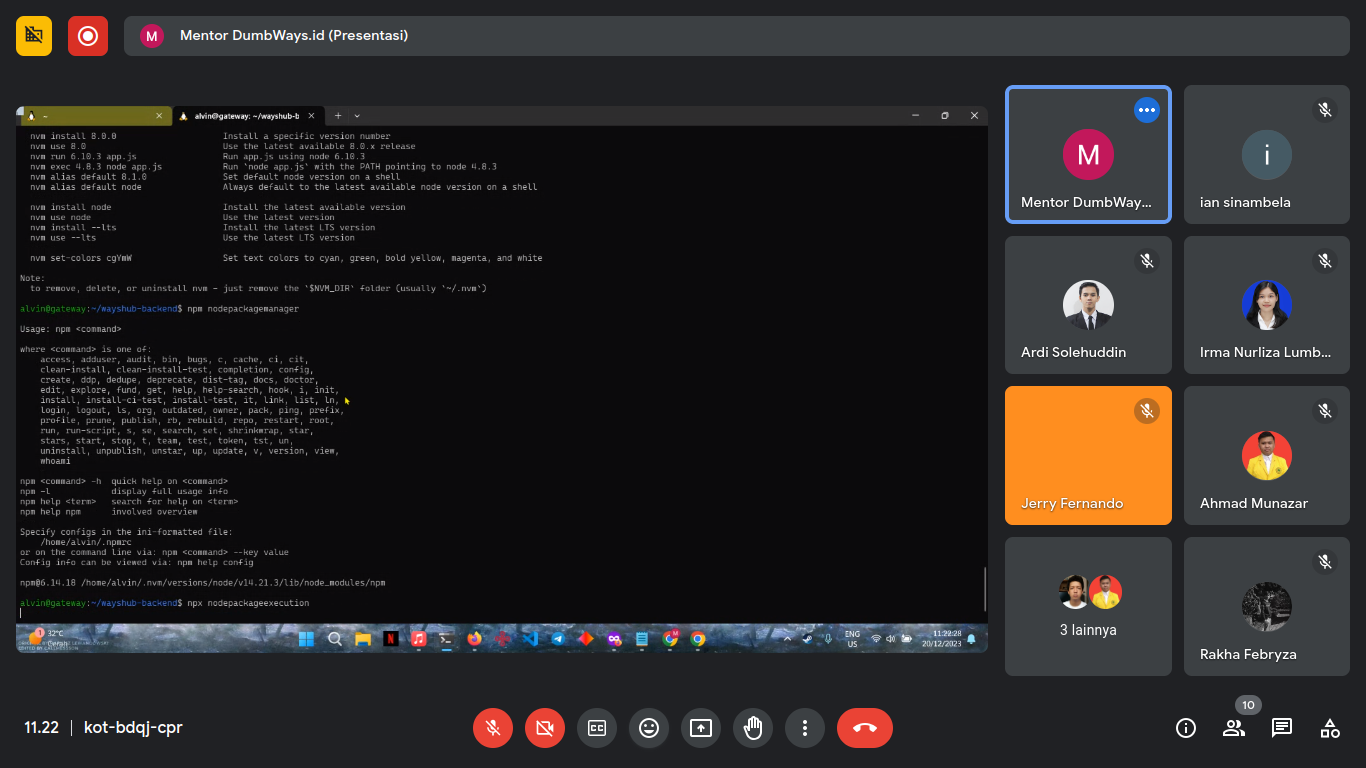 M Mentor DumbWays.id (Presentasi)
~
alvin@gateway: ~/wayshub-b
nvm install 8.0.0 Install a specific version number
nvm use 8.0 Use the latest available 8.0.x release
nvm run 6.10.3 app.js Run app.js using node 6.10.3
nvm exec 4.8.3 node app.js Run `node app.js` with the PATH pointing to node 4.8.3
nvm alias default 8.1.0 Set default node version on a shell
nvm alias default node Always default to the latest available node version on a shell
nvm install node Install the latest available version
nvm use node Use the latest version
nvm install --lts Install the latest LTS version
nvm use --lts Use the latest LTS version
nvm set-colors cgYmW Set text colors to cyan, green, bold yellow, magenta, and white
Note:
to remove, delete, or uninstall nvm - just remove the `$NVM_DIR` folder (usually `~/.nvm`)
alvin@gateway:~/wayshub-backend$ npm nodepackagemanager
Usage: npm <command>
where <command> is one of:
access, adduser, audit, bin, bugs, c, cache, ci, cit,
clean-install, clean-install-test, completion, config,
create, ddp, dedupe, deprecate, dist-tag, docs, doctor,
edit, explore, fund, get, help, help-search, hook, i, init,
install, install-ci-test, install-test, it, link, list, ln,
login, logout, ls, org, outdated, owner, pack, ping, prefix,
profile, prune, publish, rb, rebuild, repo, restart, root,
run, run-script, s, se, search, set, shrinkwrap, star,
stars, start, stop, t, team, test, token, tst, un,
uninstall, unpublish, unstar, up, update, v, version, view,
whoami
npm <command> -h quick help on <command>
npm -l display full usage info
npm help <term> search for help on <term>
npm help npm involved overview
Specify configs in the ini-formatted file:
/home/alvin/.npmrc
or on the command line via: npm <command> --key value
Config info can be viewed via: npm help config
npm@6.14.18 /home/alvin/.nvm/versions/node/v14.21.3/lib/node_modules/npm
alvin@gateway:~/wayshub-backend$ npx nodepackageexecution
1
32°C
N
M
ENG
US
11:22:28
20/12/2023
M
Mentor DumbWay...
i
ian sinambela
Ardi Solehuddin
Irma Nurliza Lumb...
Jerry Fernando
Ahmad Munazar
3 lainnya
Rakha Febryza
11.22 | kot-bdqj-cpr
CC
10